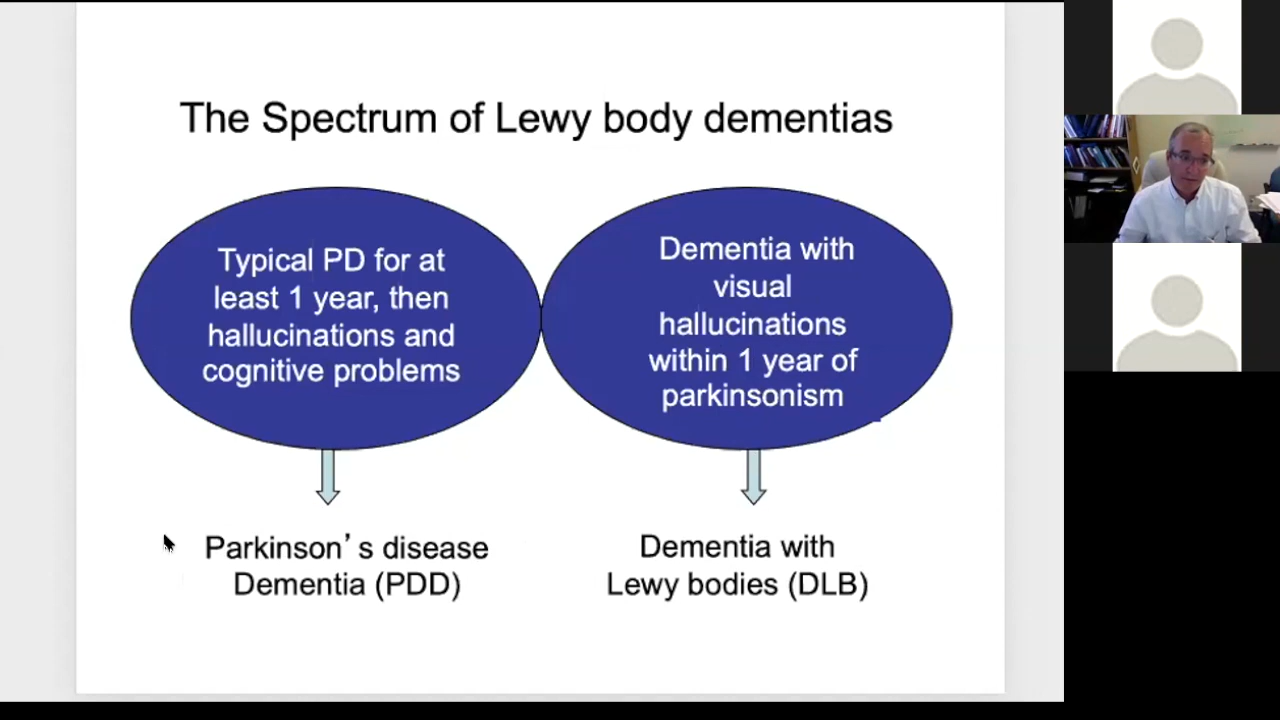 The Spectrum of Lewy body dementias
Typical PD for at
least 1 year, then
hallucinations and
cognitive problems
Dementia with
visual
hallucinations
within 1 year of
parkinsonism
Parkinson's disease
Dementia (PDD)
Dementia with
Lewy bodies (DLB)